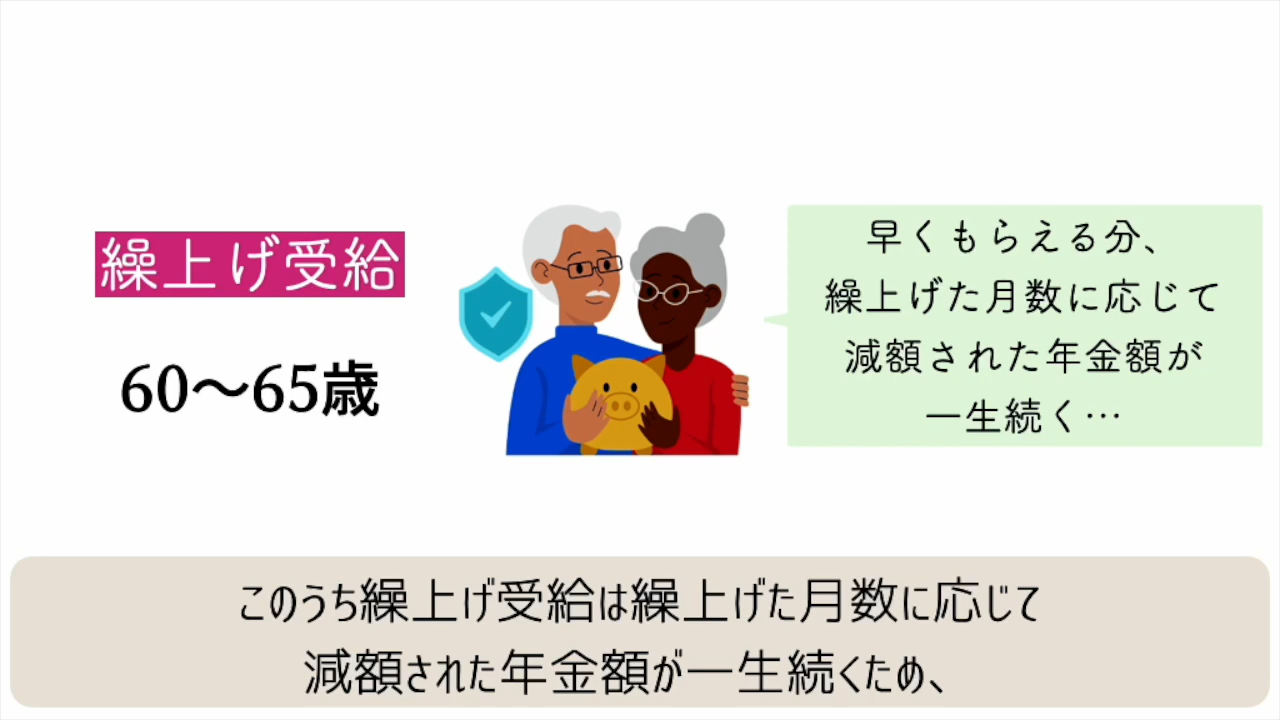 繰上げ受給
60〜65歳
早くもらえる分、
繰上げた月数に応じて
減額された年金額が
一生続く…
このうち繰上げ受給は繰上げた月数に応じて
減額された年金額が一生続くため、